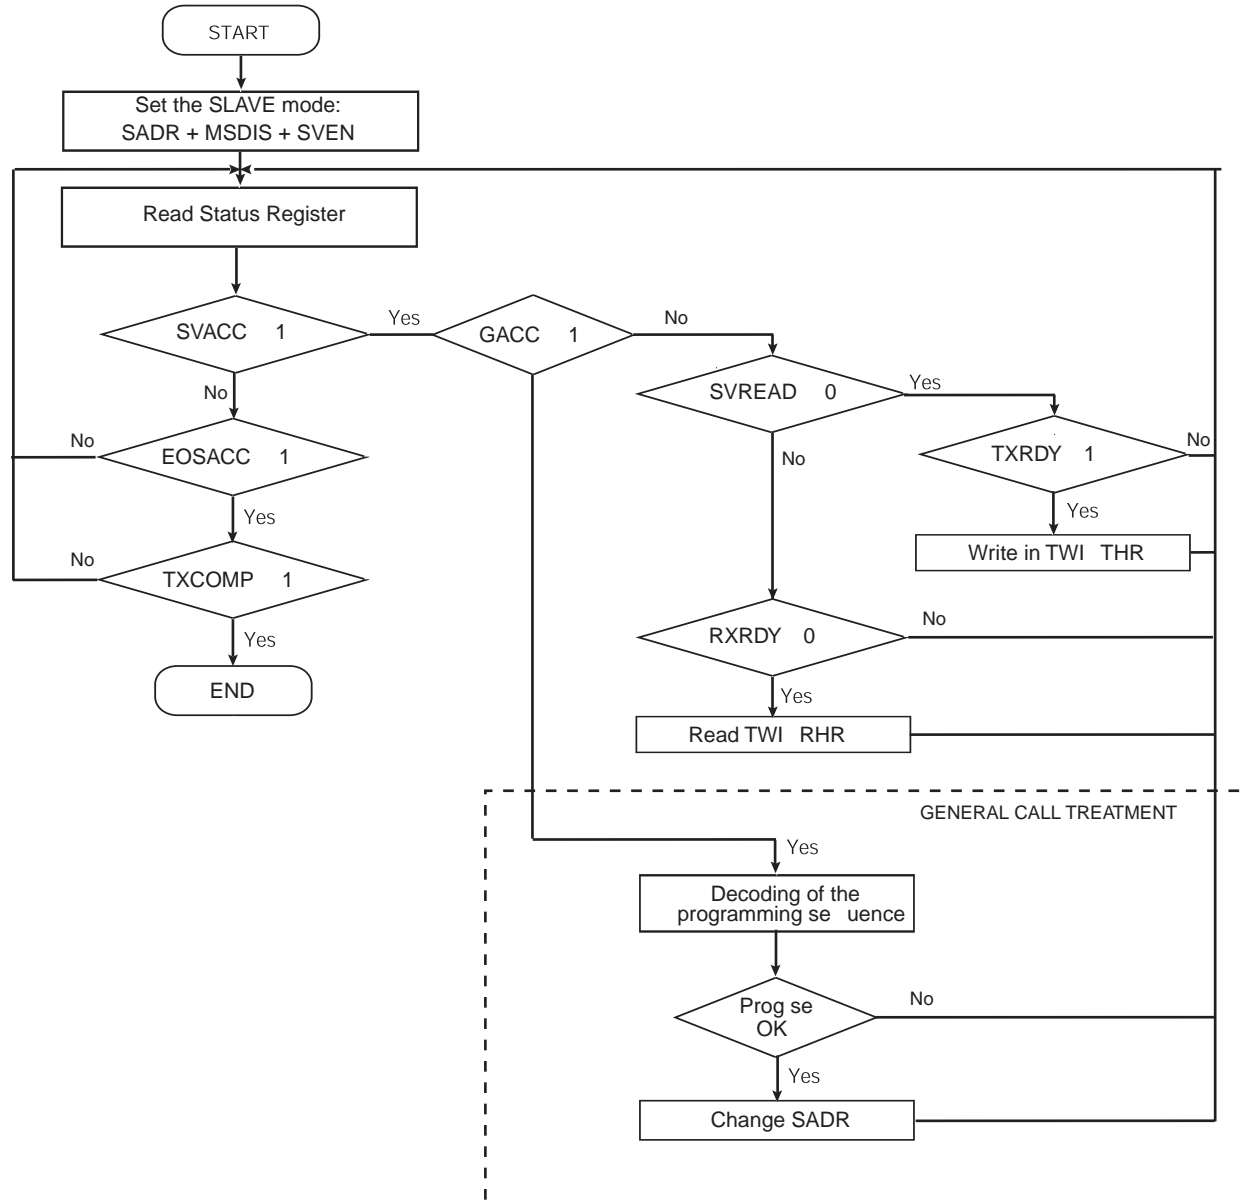 START
Set the SLAVE mode:
SADR + MSDIS + SVEN
Read Status Register
SVACC 1
Yes
GACC 1
No
SVREAD 0
Yes
No
No
EOSACC 1
No
TXRDY 1
No
Yes
Yes
Write in TWI THR
No
TXCOMP 1
Yes
RXRDY 0
No
END
Yes
Read TWI RHR
GENERAL CALL TREATMENT
Yes
Decoding of the
programming se uence
Prog se
OK
No
Yes
Change SADR